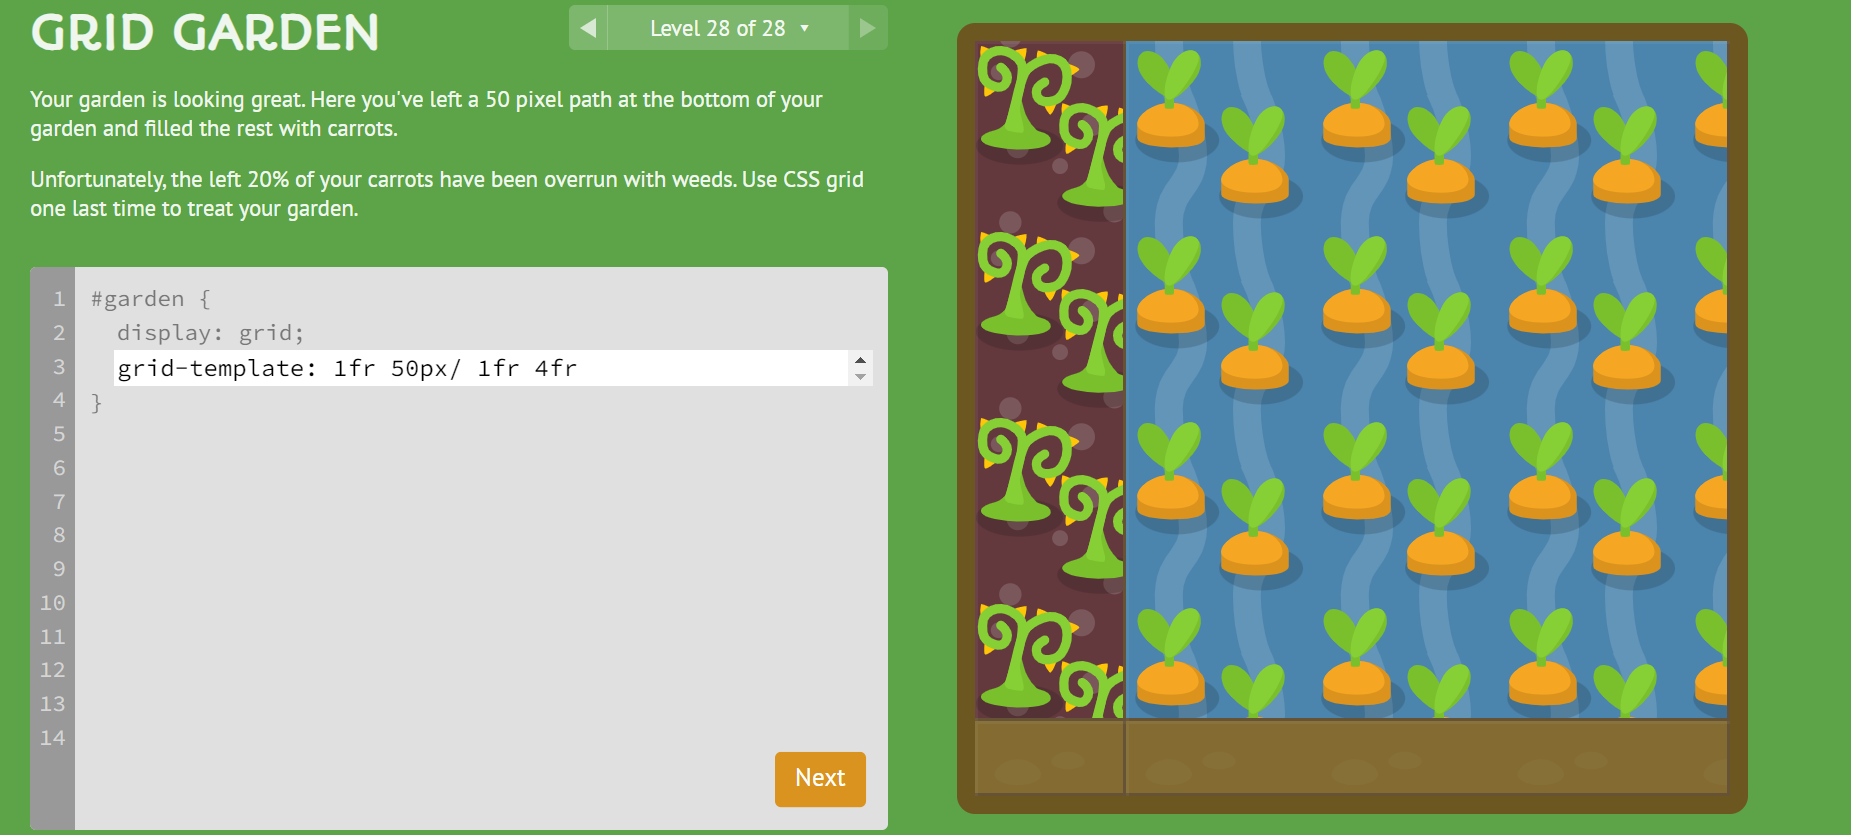 GRID GARDEN
◀ Level 28 of 28 ▼ ▶
Your garden is looking great. Here you've left a 50 pixel path at the bottom of your
garden and filled the rest with carrots.
Unfortunately, the left 20% of your carrots have been overrun with weeds. Use CSS grid
one last time to treat your garden.
1 #garden {
2 display: grid;
3 grid-template: 1fr 50px/ 1fr 4fr
4 }
5
6
7
8
9
10
11
12
13
14
Next